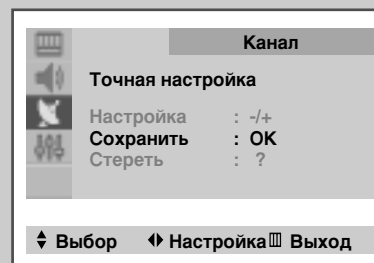 Канал
Точная настройка
Настройка : -/+
Сохранить : OK
Стереть : ?
Выбор Настройка Выход